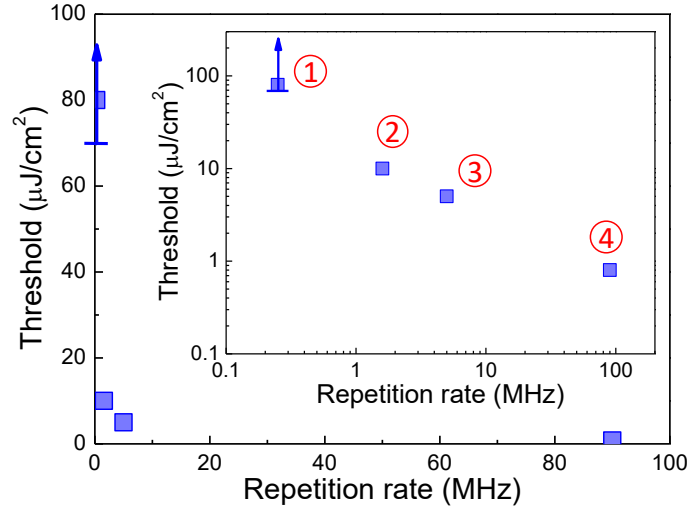 100
80
60
40
20
0
Threshold (μJ/cm²)
0 20 40 60 80 100
Repetition rate (MHz)
100
10
1
0.1
Threshold (μJ/cm²)
0.1 1 10 100
Repetition rate (MHz)
①
②
③
④